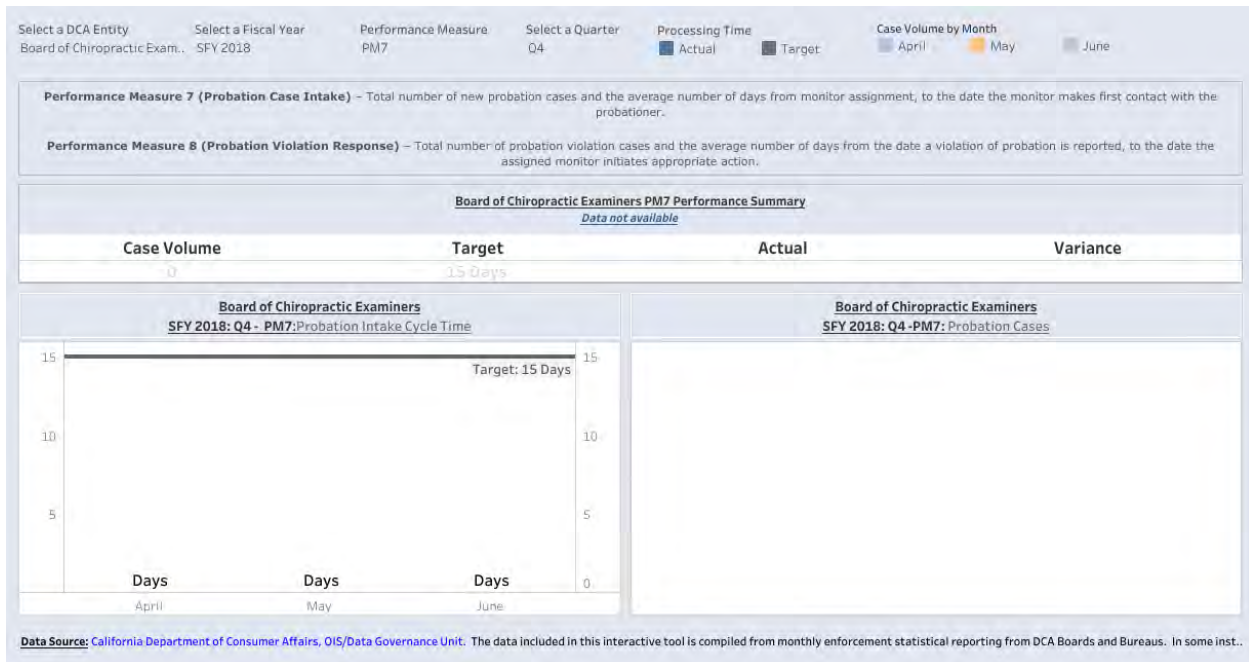 Select a DCA Entity Select a Fiscal Year Performance Measure Select a Quarter Processing Time Case Volume by Month
Board of Chiropractic Exam.. SFY 2018 PM7 Q4 Actual Target April May June
Performance Measure 7 (Probation Case Intake) – Total number of new probation cases and the average number of days from monitor assignment, to the date the monitor makes first contact with the
probationer.
Performance Measure 8 (Probation Violation Response) – Total number of probation violation cases and the average number of days from the date a violation of probation is reported, to the date the
assigned monitor initiates appropriate action.
Board of Chiropractic Examiners PM7 Performance Summary
Data not available
Case Volume Target Actual Variance
0 15 Days
Board of Chiropractic Examiners
SFY 2018: Q4 - PM7:Probation Intake Cycle Time
Board of Chiropractic Examiners
SFY 2018: Q4 -PM7: Probation Cases
15 15
Target: 15 Days
10 10
5 5
Days Days Days 0
April May June
Data Source: California Department of Consumer Affairs, OIS/Data Governance Unit. The data included in this interactive tool is compiled from monthly enforcement statistical reporting from DCA Boards and Bureaus. In some inst..